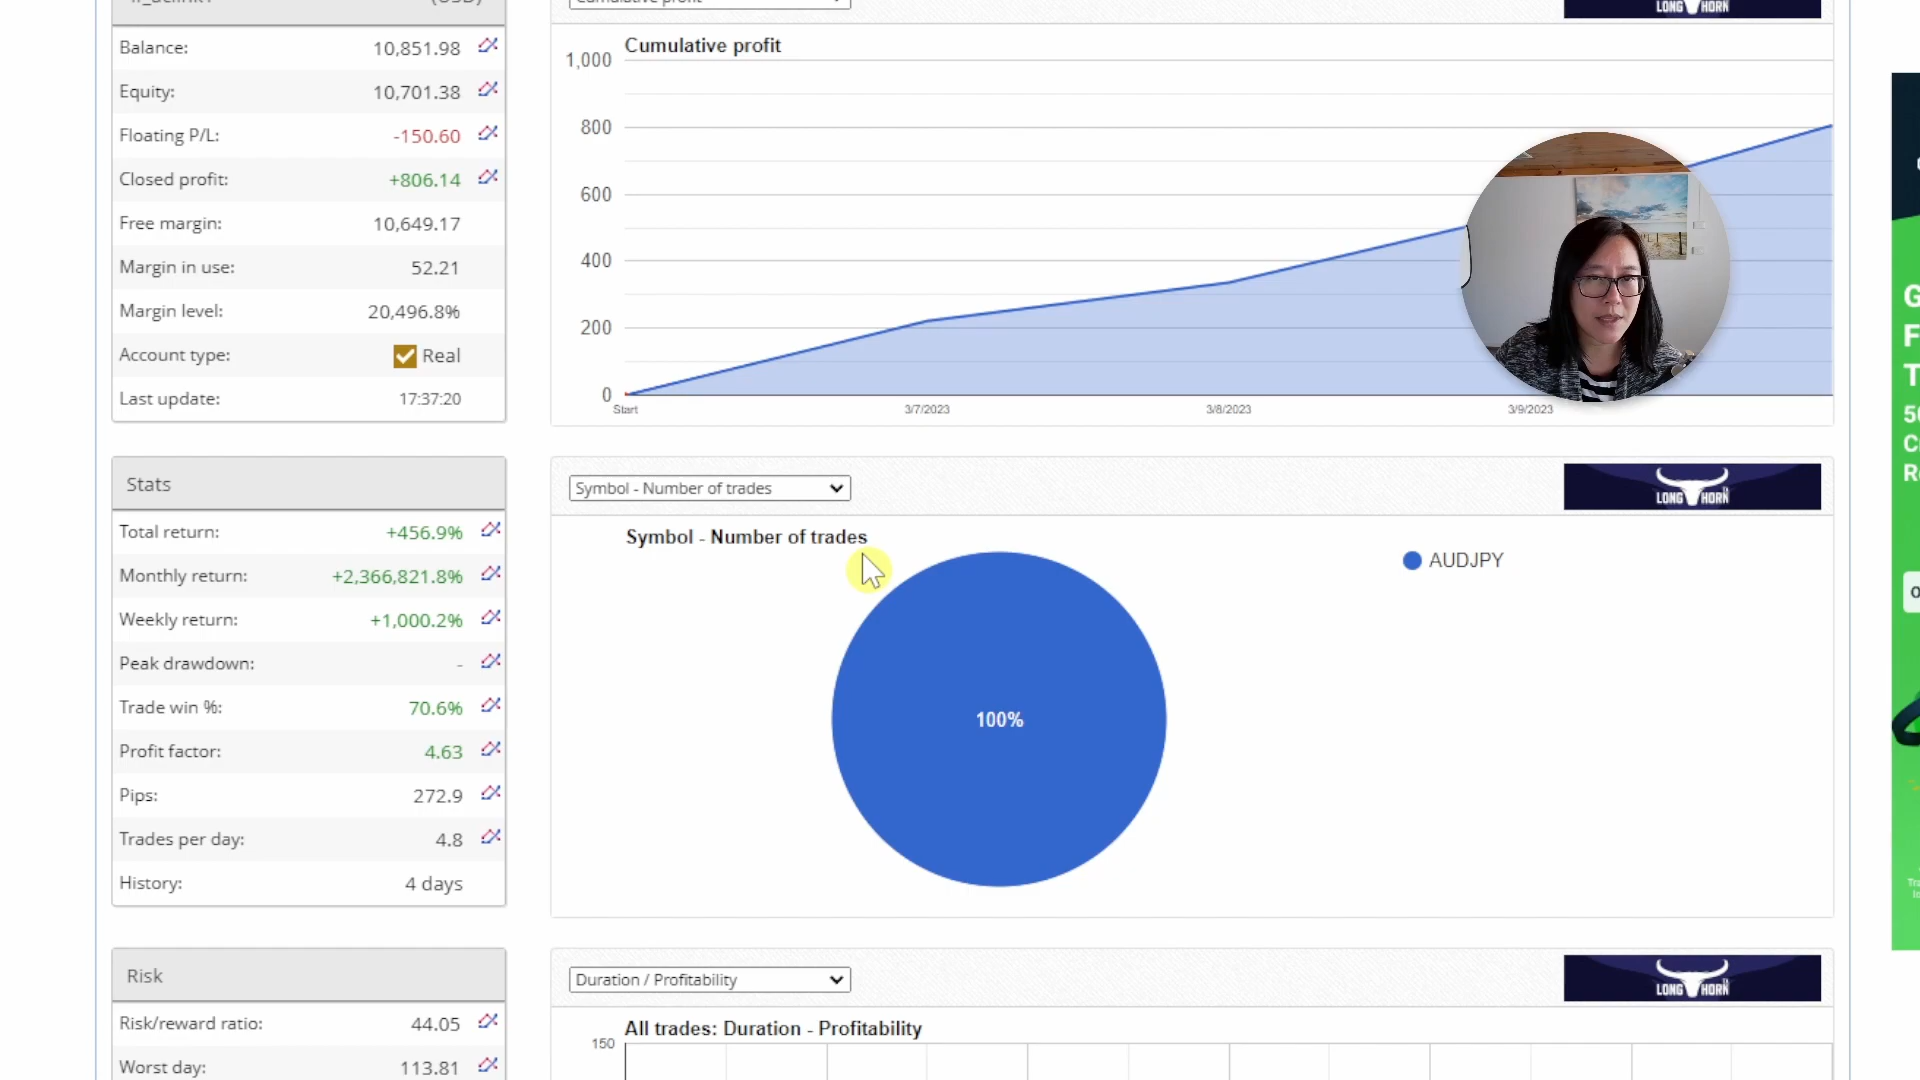 (USD)
Cumulative profit
LONG HORN
Balance: 10,851.98
Equity: 10,701.38
Floating P/L: -150.60
Closed profit: +806.14
Free margin: 10,649.17
Margin in use: 52.21
Margin level: 20,496.8%
Account type: Real
Last update: 17:37:20
Cumulative profit
1,000
800
600
400
200
0
Start 3/7/2023 3/8/2023 3/9/2023
Stats
Total return: +456.9%
Monthly return: +2,366,821.8%
Weekly return: +1,000.2%
Peak drawdown: -
Trade win %: 70.6%
Profit factor: 4.63
Pips: 272.9
Trades per day: 4.8
History: 4 days
Symbol - Number of trades
LONG HORN
Symbol - Number of trades
AUDJPY
100%
Risk
Risk/reward ratio: 44.05
Worst day: 113.81
Duration / Profitability
LONG HORN
All trades: Duration - Profitability
150